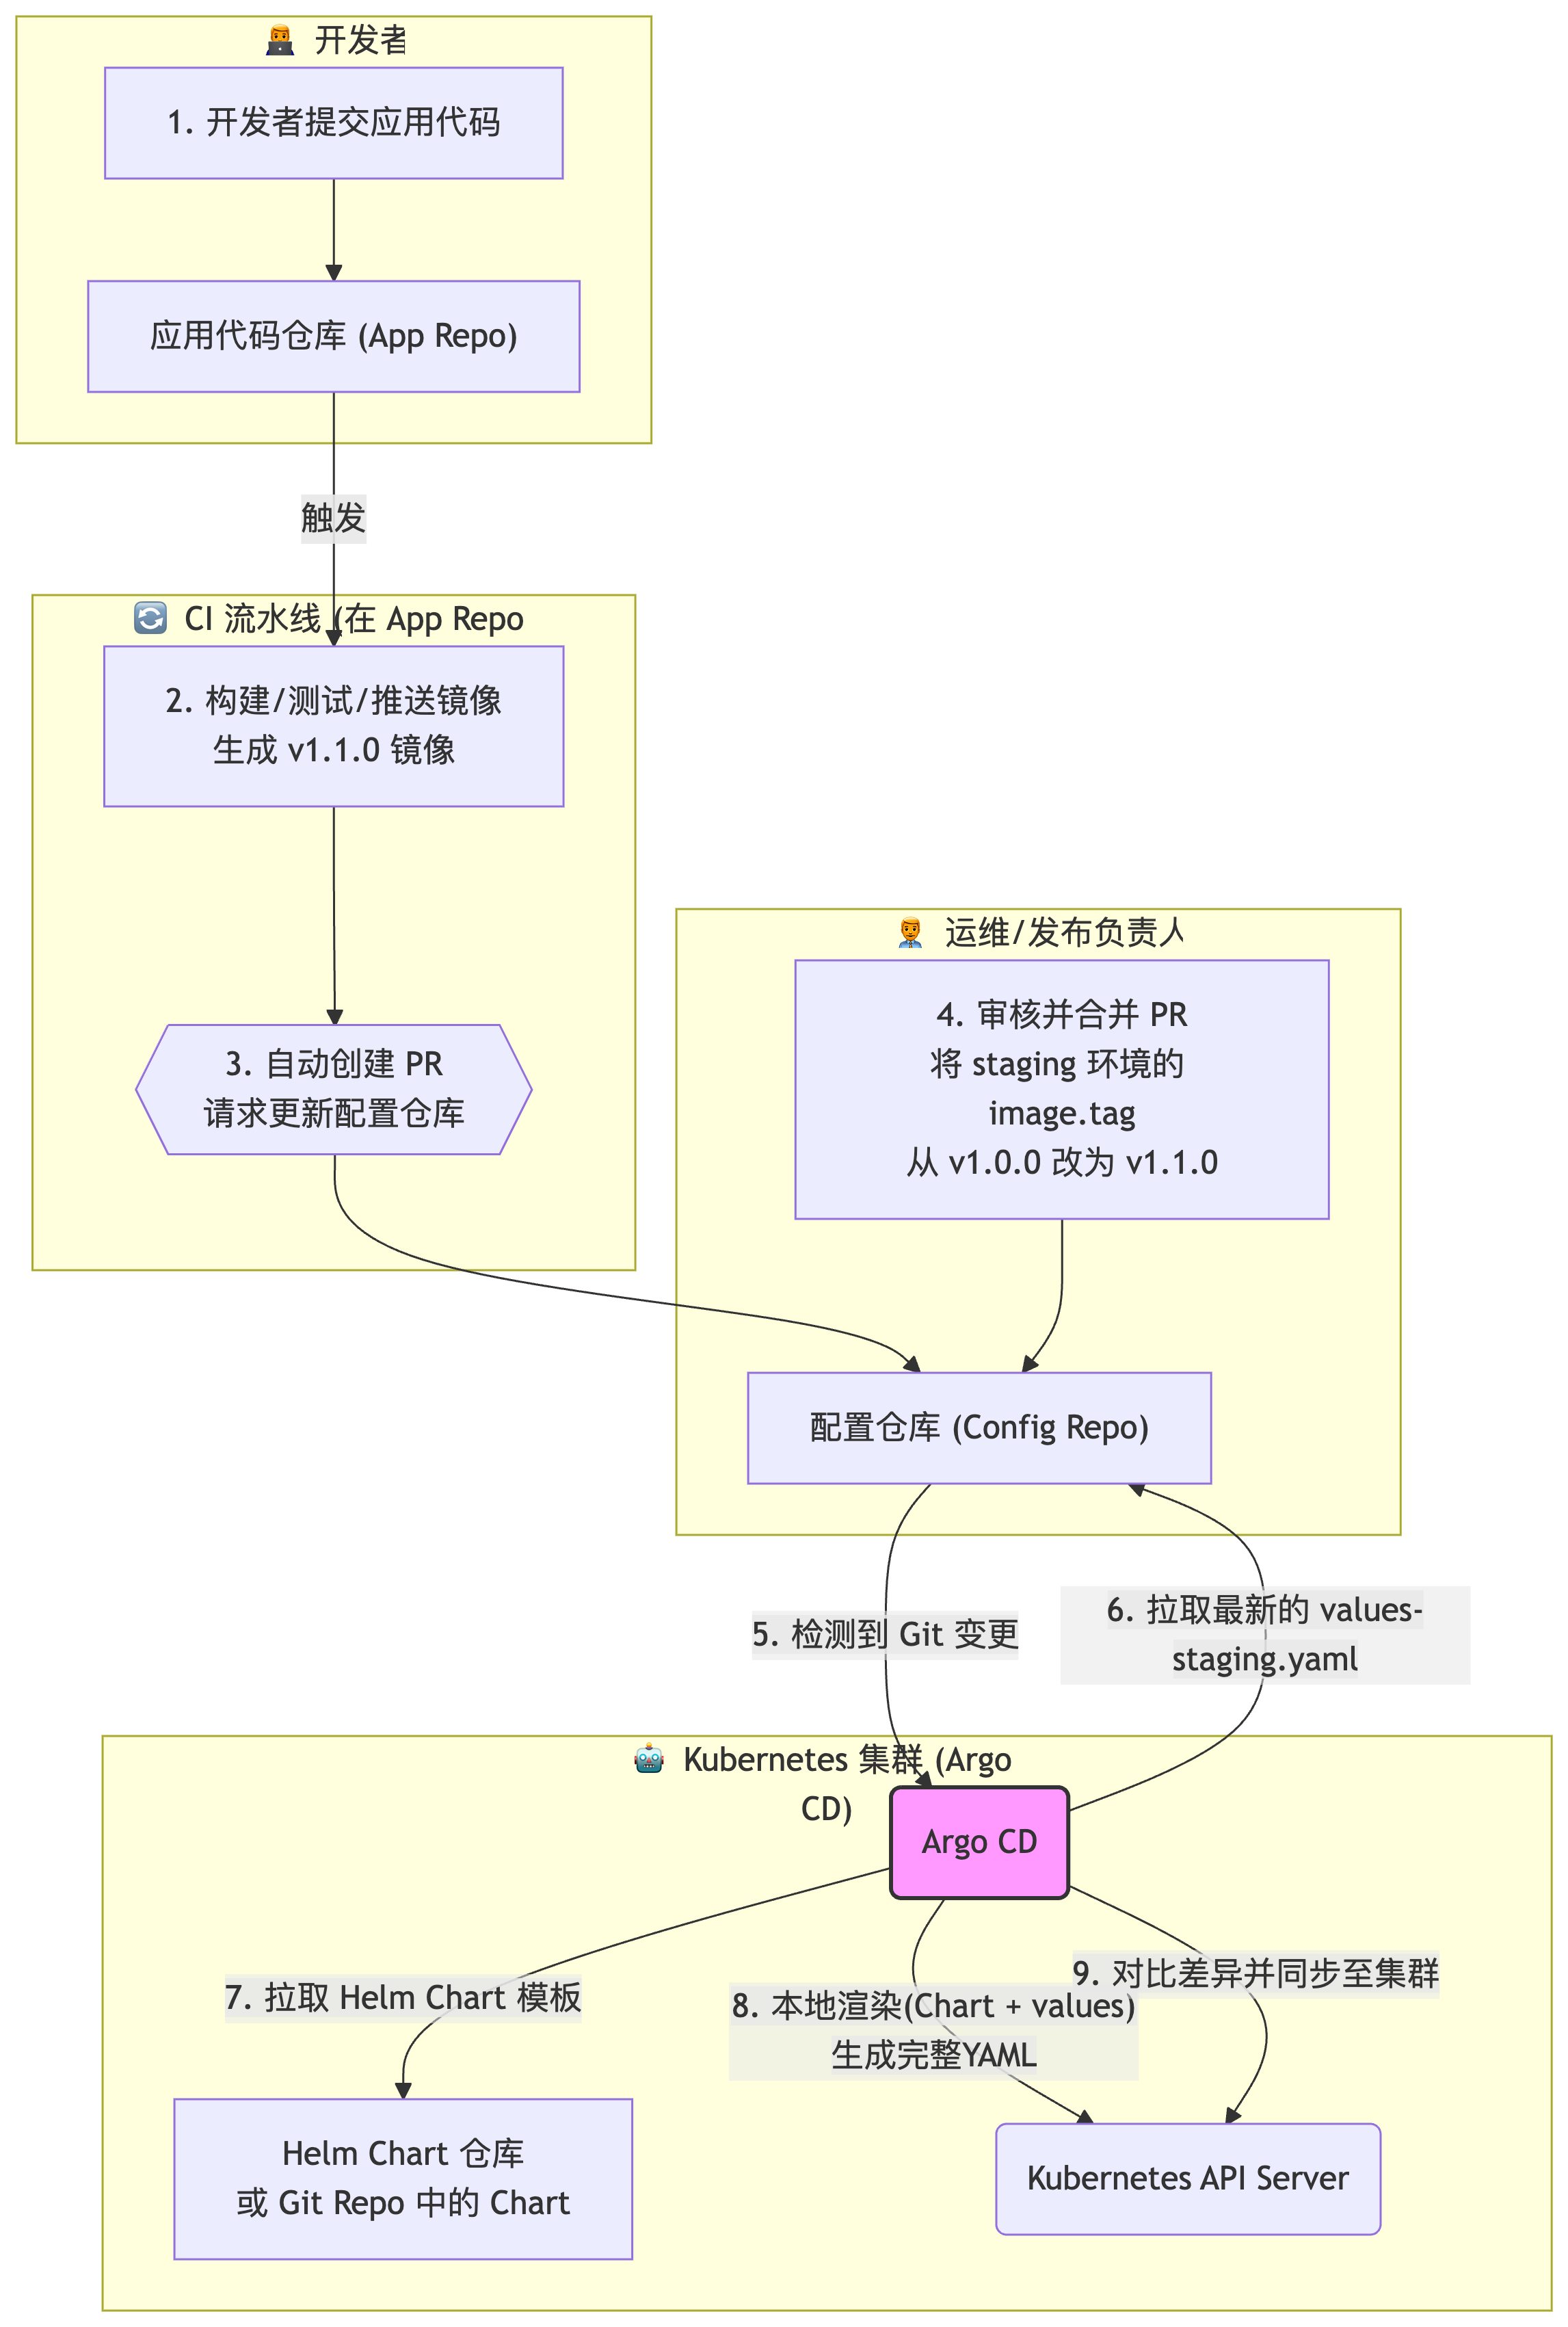 开发者
1. 开发者提交应用代码
应用代码仓库 (App Repo)
触发
CI 流水线 (在 App Repo
2. 构建/测试/推送镜像
生成 v1.1.0 镜像
3. 自动创建 PR
请求更新配置仓库
运维/发布负责人
4. 审核并合并 PR
将 staging 环境的
image.tag
从 v1.0.0 改为 v1.1.0
配置仓库 (Config Repo)
5. 检测到 Git 变更
6. 拉取最新的 values-
staging.yaml
Kubernetes 集群 (Argo
CD)
Argo CD
7. 拉取 Helm Chart 模板
8. 本地渲染(Chart + values)
生成完整YAML
9. 对比差异并同步至集群
Helm Chart 仓库
或 Git Repo 中的 Chart
Kubernetes API Server